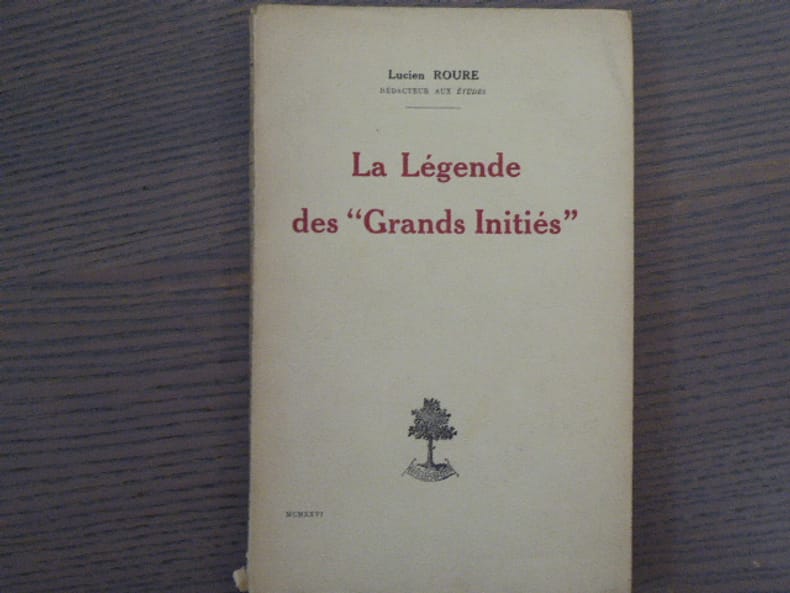 Lucien ROURE
RÉDACTEUR AUX ÉTUDES
La Légende
des “Grands Initiés”
MCMXXVI